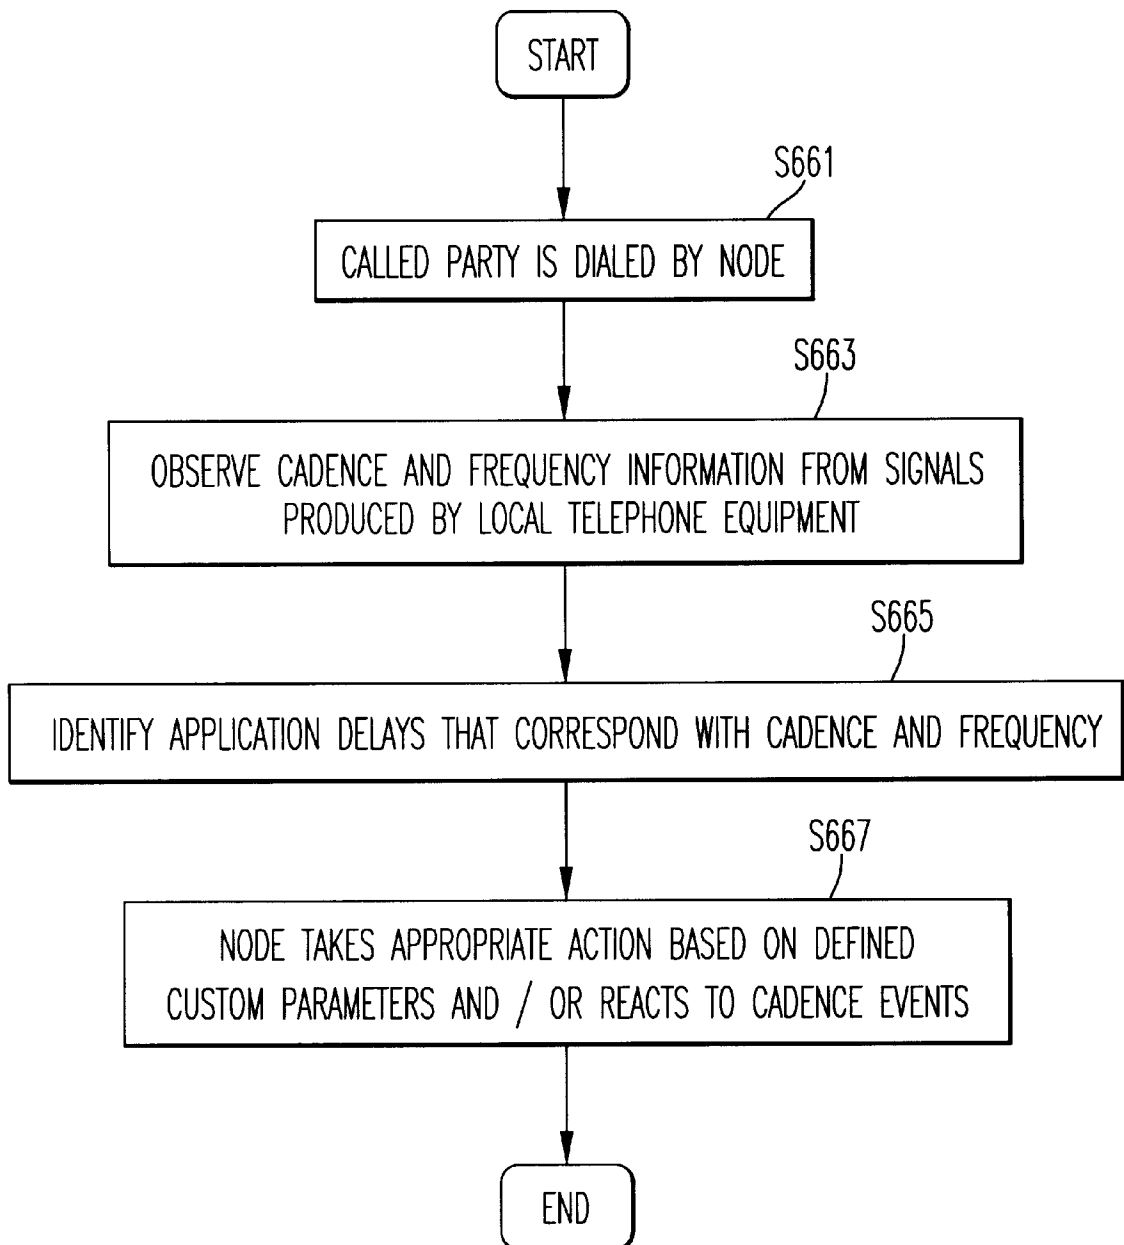 START
S661
CALLED PARTY IS DIALED BY NODE
S663
OBSERVE CADENCE AND FREQUENCY INFORMATION FROM SIGNALS
PRODUCED BY LOCAL TELEPHONE EQUIPMENT
S665
IDENTIFY APPLICATION DELAYS THAT CORRESPOND WITH CADENCE AND FREQUENCY
S667
NODE TAKES APPROPRIATE ACTION BASED ON DEFINED
CUSTOM PARAMETERS AND / OR REACTS TO CADENCE EVENTS
END